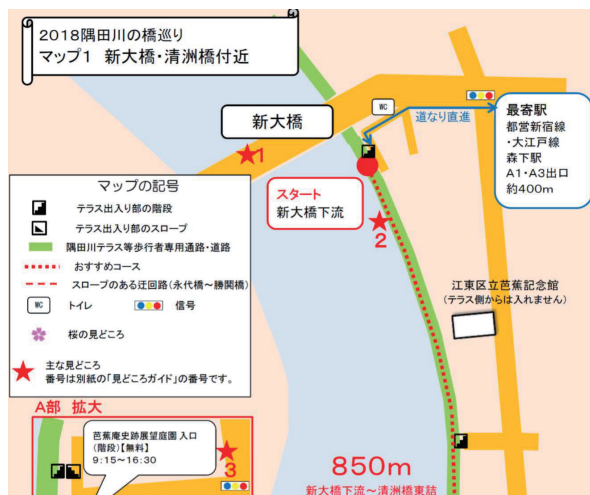 2018隅田川の橋巡り
マップ1 新大橋・清洲橋付近
新大橋
WC
道なり直進
最寄駅
都営新宿線
・大江戸線
森下駅
A1・A3出口
約400m
1
スタート
新大橋下流
2
マップの記号
テラス出入り部の階段
テラス出入り部のスロープ
隅田川テラス等歩行者専用通路・道路
おすすめコース
スロープのある迂回路(永代橋~勝鬨橋)
WC トイレ 信号
桜の見どころ
主な見どころ
番号は別紙の「見どころガイド」の番号です。
江東区立芭蕉記念館
(テラス側からは入れません)
A部 拡大
芭蕉庵史跡展望庭園 入口
(階段)【無料】
9:15~16:30
3
850m
新大橋下流~清洲橋東詰